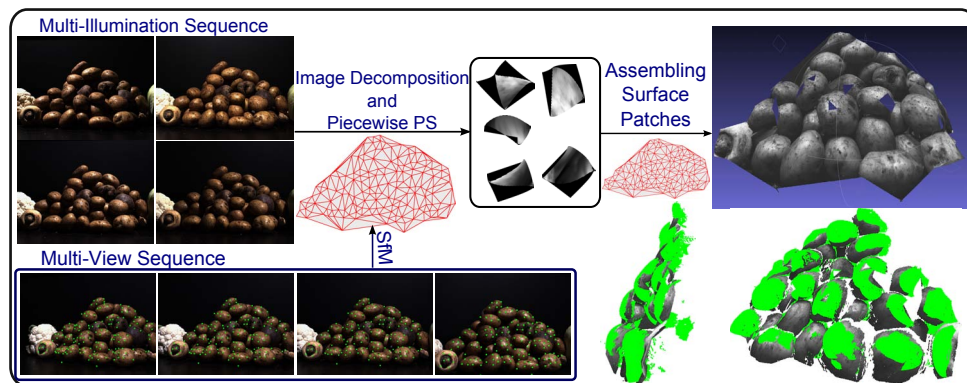 Multi-Illumination Sequence
Image Decomposition
and
Piecewise PS
Assembling
Surface
Patches
SfM
Multi-View Sequence